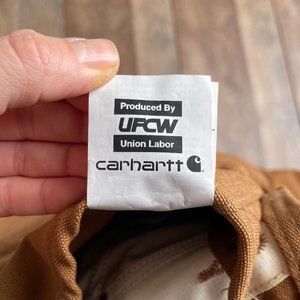 Produced By
UFCW
Union Labor
carhartt